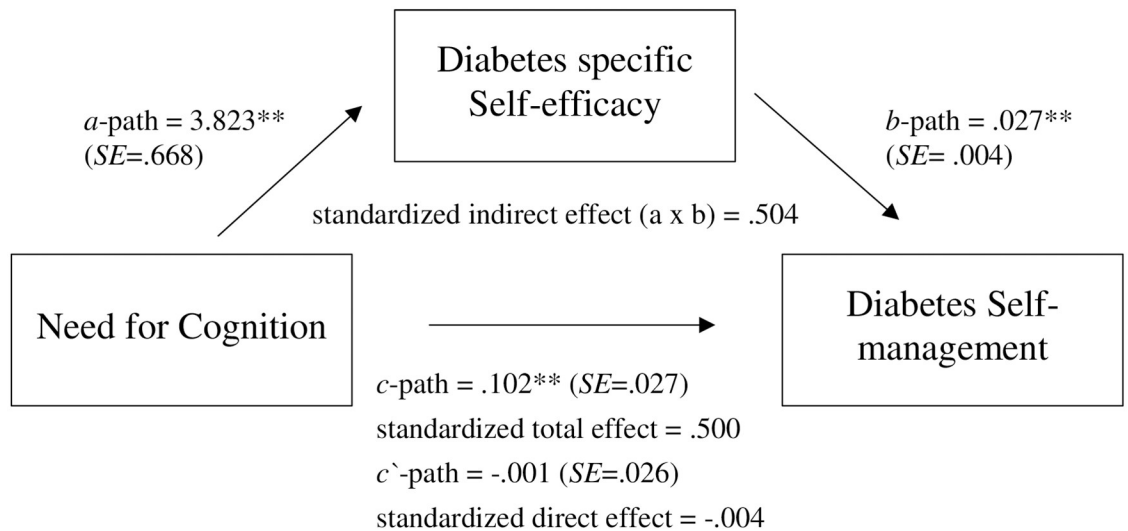 Diabetes specific
Self-efficacy
a-path = 3.823**
(SE=.668)
b-path = .027**
(SE= .004)
standardized indirect effect (a x b) = .504
Need for Cognition
Diabetes Self-
management
c-path = .102** (SE=.027)
standardized total effect = .500
c`-path = -.001 (SE=.026)
standardized direct effect = -.004